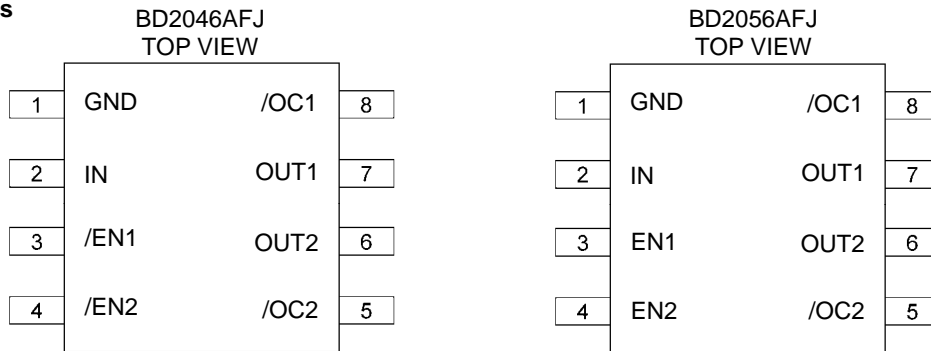 s
BD2046AFJ
TOP VIEW
1 GND /OC1 8
2 IN OUT1 7
3 /EN1 OUT2 6
4 /EN2 /OC2 5
BD2056AFJ
TOP VIEW
1 GND /OC1 8
2 IN OUT1 7
3 EN1 OUT2 6
4 EN2 /OC2 5